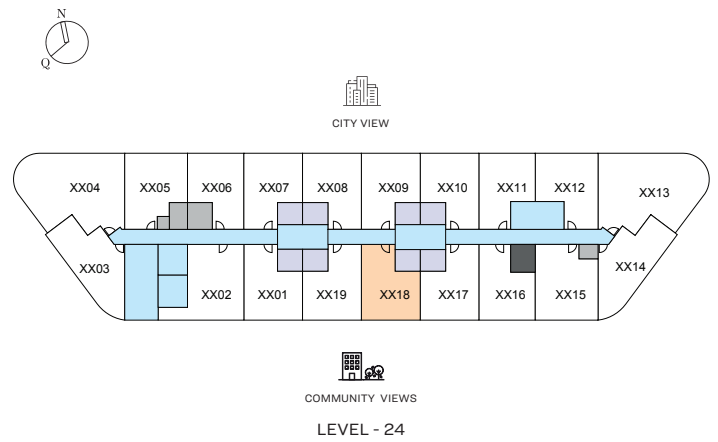 N
Q
CITY VIEW
XX04 XX05 XX06 XX07 XX08 XX09 XX10 XX11 XX12 XX13
XX03 XX02 XX01 XX19 XX18 XX17 XX16 XX15 XX14
COMMUNITY VIEWS
LEVEL - 24